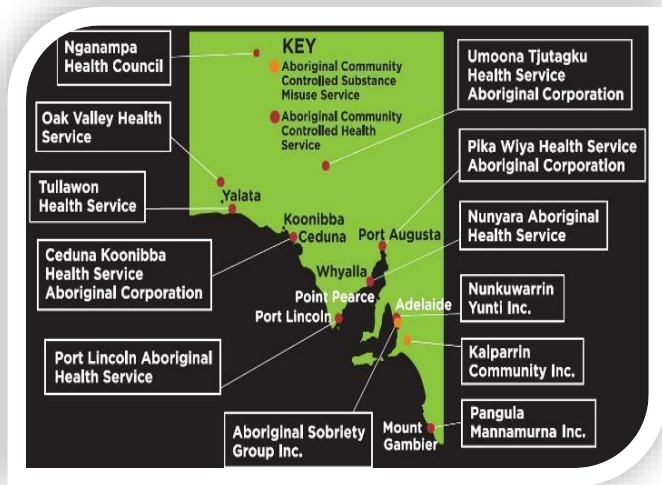 Nganampa
Health Council
KEY
Aboriginal Community
Controlled Substance
Misuse Service
Aboriginal Community
Controlled Health
Service
Umoona Tjutagku
Health Service
Aboriginal Corporation
Oak Valley Health
Service
Pika Wiya Health Service
Aboriginal Corporation
Tullawon
Health Service
Yalata
Koonibba
Ceduna
Port Augusta
Nunyara Aboriginal
Health Service
Ceduna Koonibba
Health Service
Aboriginal Corporation
Whyalla
Point Pearce
Port Lincoln
Adelaide
Nunkuwarrin
Yunti Inc.
Port Lincoln Aboriginal
Health Service
Kalparrin
Community Inc.
Aboriginal Sobriety
Group Inc.
Mount
Gambier
Pangula
Mannamurna Inc.